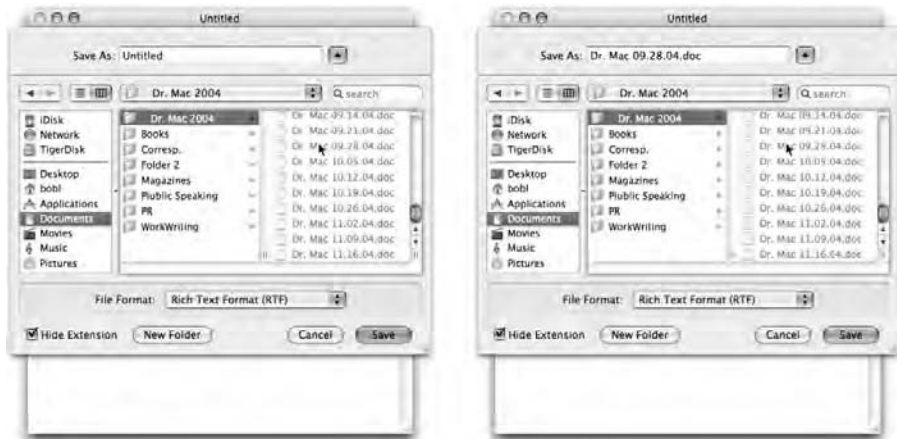 Untitled
Save As: Untitled
Dr. Mac 2004
search
iDisk
Network
TigerDisk
Desktop
bobl
Applications
Documents
Movies
Music
Pictures
Dr. Mac 2004
Books
Corresp.
Folder 2
Magazines
Piublic Speaking
PR
WorkWriting
Dr. Mac 09.14.04.doc
Dr. Mac 09.21.04.doc
Dr. Mac 09.28.04.doc
Dr. Mac 10.05.04.doc
Dr. Mac 10.12.04.doc
Dr. Mac 10.19.04.doc
Dr. Mac 10.26.04.doc
Dr. Mac 11.02.04.doc
Dr. Mac 11.09.04.doc
Dr. Mac 11.16.04.doc
File Format: Rich Text Format (RTF)
Hide Extension New Folder Cancel Save
Untitled
Save As: Dr. Mac 09.28.04.doc
Dr. Mac 2004
search
iDisk
Network
TigerDisk
Desktop
bobl
Applications
Documents
Movies
Music
Pictures
Dr. Mac 2004
Books
Corresp.
Folder 2
Magazines
Piublic Speaking
PR
WorkWriting
Dr. Mac 09.14.04.doc
Dr. Mac 09.21.04.doc
Dr. Mac 09.28.04.doc
Dr. Mac 10.05.04.doc
Dr. Mac 10.12.04.doc
Dr. Mac 10.19.04.doc
Dr. Mac 10.26.04.doc
Dr. Mac 11.02.04.doc
Dr. Mac 11.09.04.doc
Dr. Mac 11.16.04.doc
File Format: Rich Text Format (RTF)
Hide Extension New Folder Cancel Save